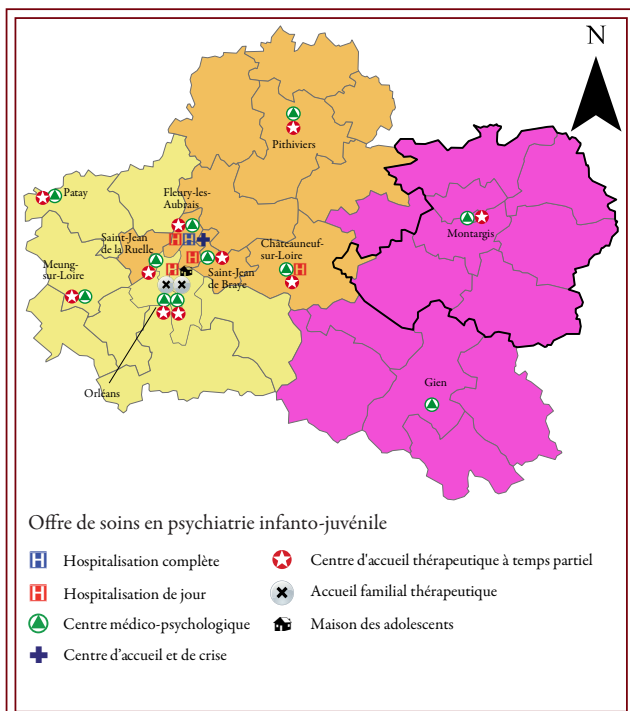 N
Pithiviers
Patay
Fleury-les-
Aubrais
Montargis
Saint-Jean
de la Ruelle
Châteauneuf-
sur-Loire
Meung-
sur-Loire
Saint-Jean
de Braye
Gien
Orléans
Offre de soins en psychiatrie infanto-juvénile
H Hospitalisation complète
Centre d'accueil thérapeutique à temps partiel
H Hospitalisation de jour
Accueil familial thérapeutique
Centre médico-psychologique
Maison des adolescents
Centre d'accueil et de crise